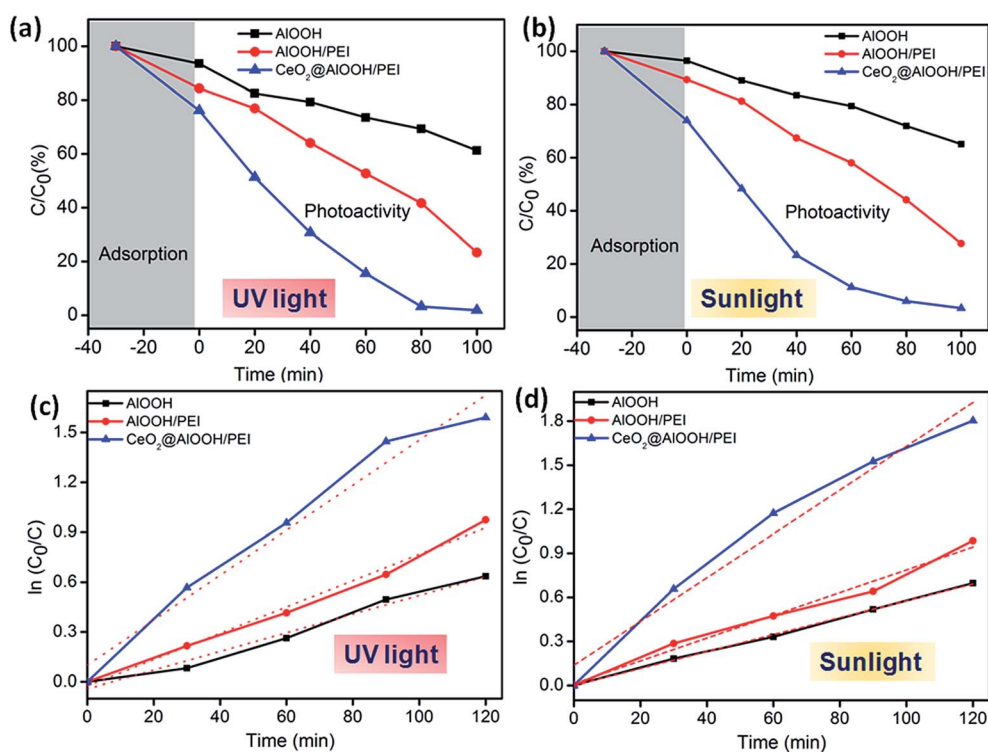 (a)
AlOOH
AlOOH/PEI
CeO₂@AlOOH/PEI
100
80
60
40
20
0
C/C₀(%)
Adsorption
Photoactivity
UV light
-40 -20 0 20 40 60 80 100
Time (min)
(b)
AlOOH
AlOOH/PEI
CeO₂@AlOOH/PEI
100
80
60
40
20
0
C/C₀ (%)
Adsorption
Photoactivity
Sunlight
-40 -20 0 20 40 60 80 100
Time (min)
(c)
AlOOH
AlOOH/PEI
CeO₂@AlOOH/PEI
1.5
1.2
0.9
0.6
0.3
0.0
ln (C₀/C)
UV light
0 20 40 60 80 100 120
Time (min)
(d)
AlOOH
AlOOH/PEI
CeO₂@AlOOH/PEI
1.8
1.5
1.2
0.9
0.6
0.3
0.0
ln (C₀/C)
Sunlight
0 20 40 60 80 100 120
Time (min)